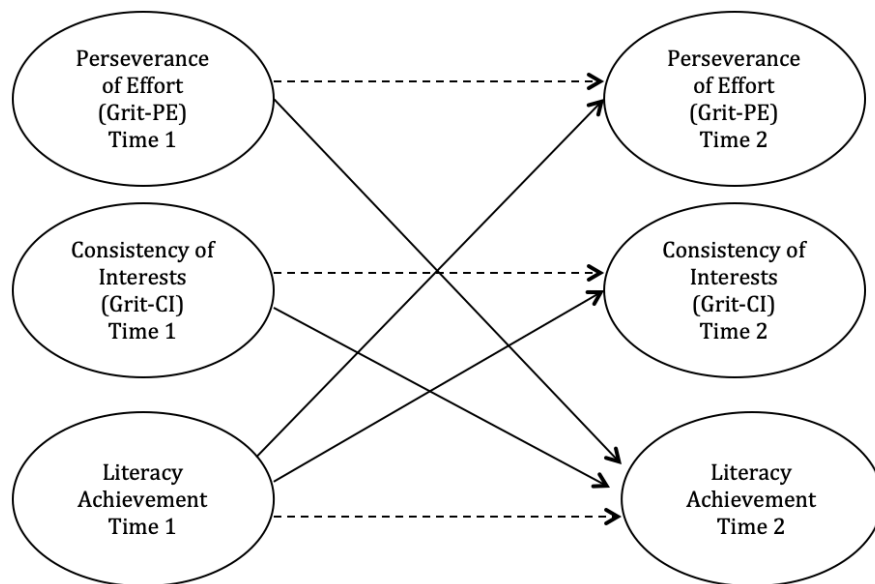 Perseverance
of Effort
(Grit-PE)
Time 1
Perseverance
of Effort
(Grit-PE)
Time 2
Consistency of
Interests
(Grit-CI)
Time 1
Consistency of
Interests
(Grit-CI)
Time 2
Literacy
Achievement
Time 1
Literacy
Achievement
Time 2